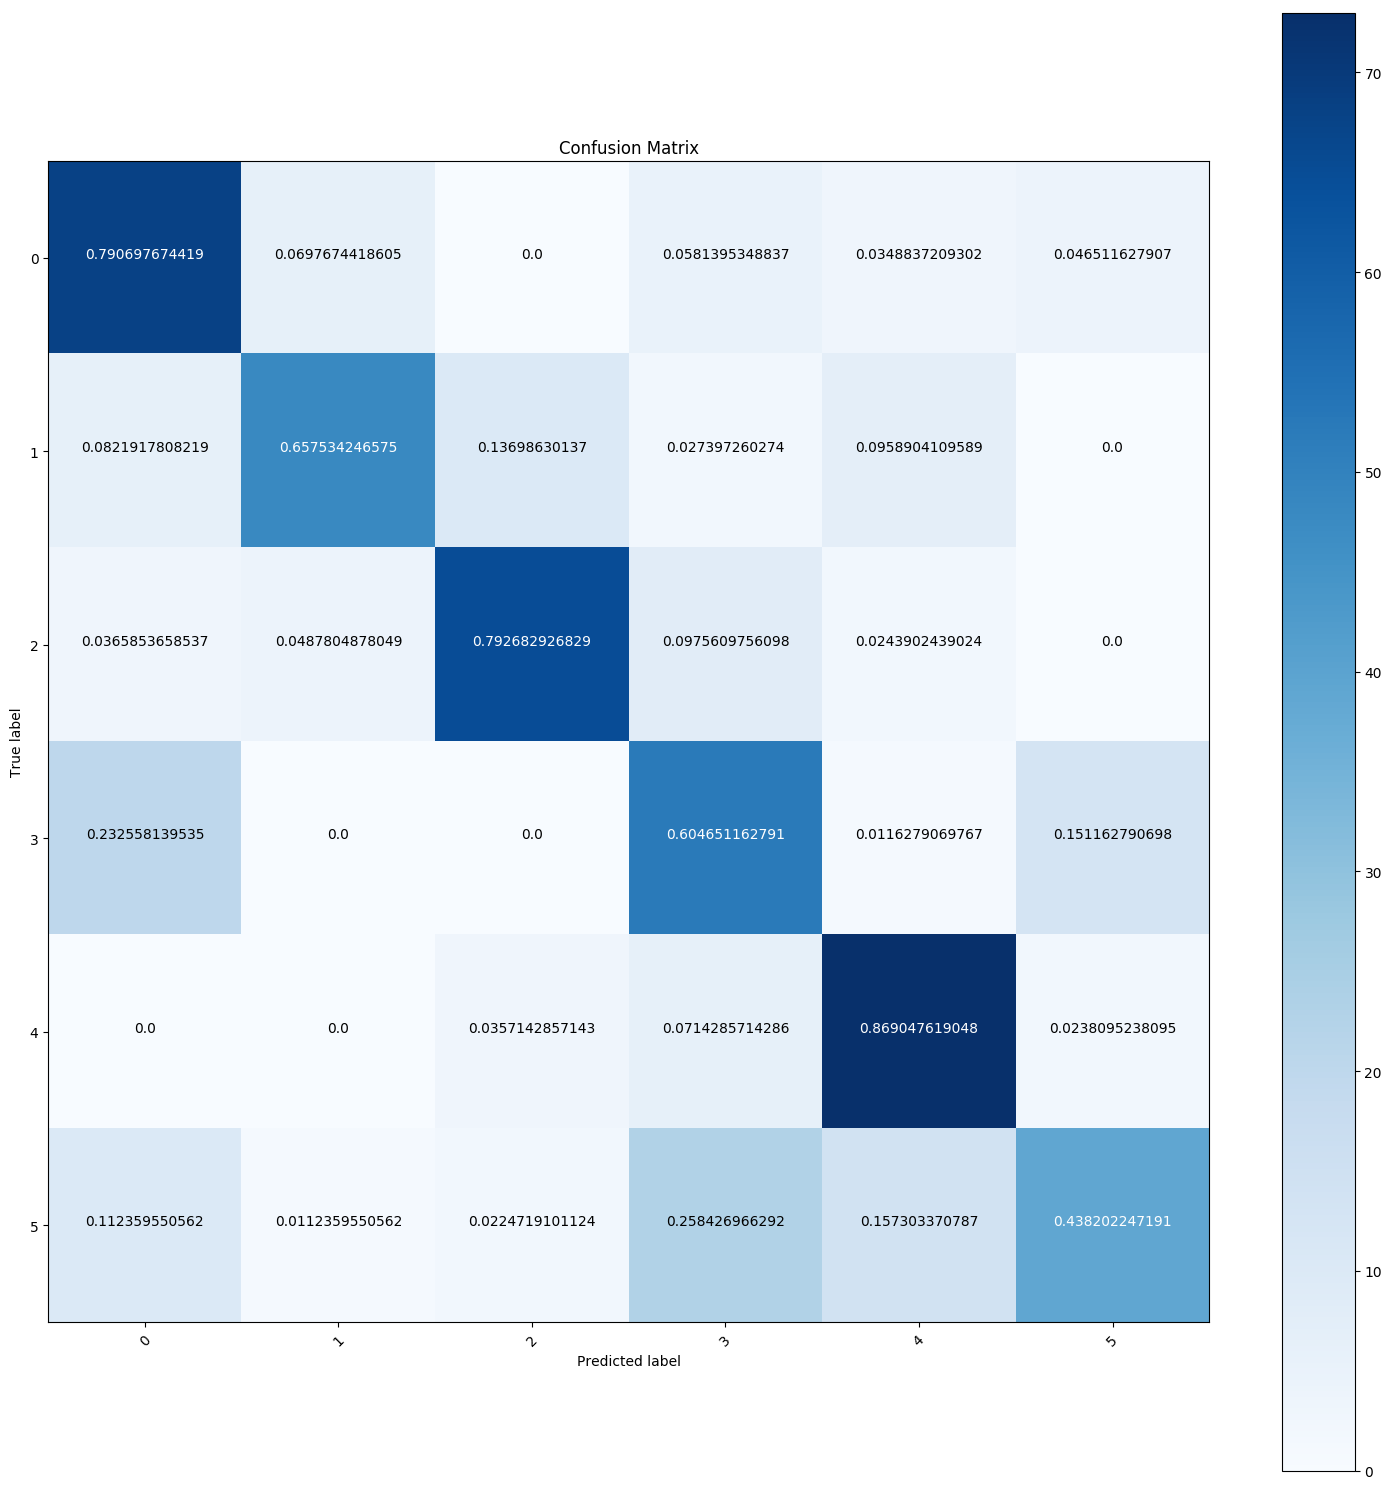 Confusion Matrix
0 0.790697674419 0.0697674418605 0.0 0.0581395348837 0.0348837209302 0.046511627907
1 0.0821917808219 0.657534246575 0.13698630137 0.027397260274 0.0958904109589 0.0
2 0.0365853658537 0.0487804878049 0.792682926829 0.0975609756098 0.0243902439024 0.0
3 0.232558139535 0.0 0.0 0.604651162791 0.0116279069767 0.151162790698
4 0.0 0.0 0.0357142857143 0.0714285714286 0.869047619048 0.0238095238095
5 0.112359550562 0.0112359550562 0.0224719101124 0.258426966292 0.157303370787 0.438202247191
0 1 2 3 4 5
Predicted label
True label
70
60
50
40
30
20
10
0